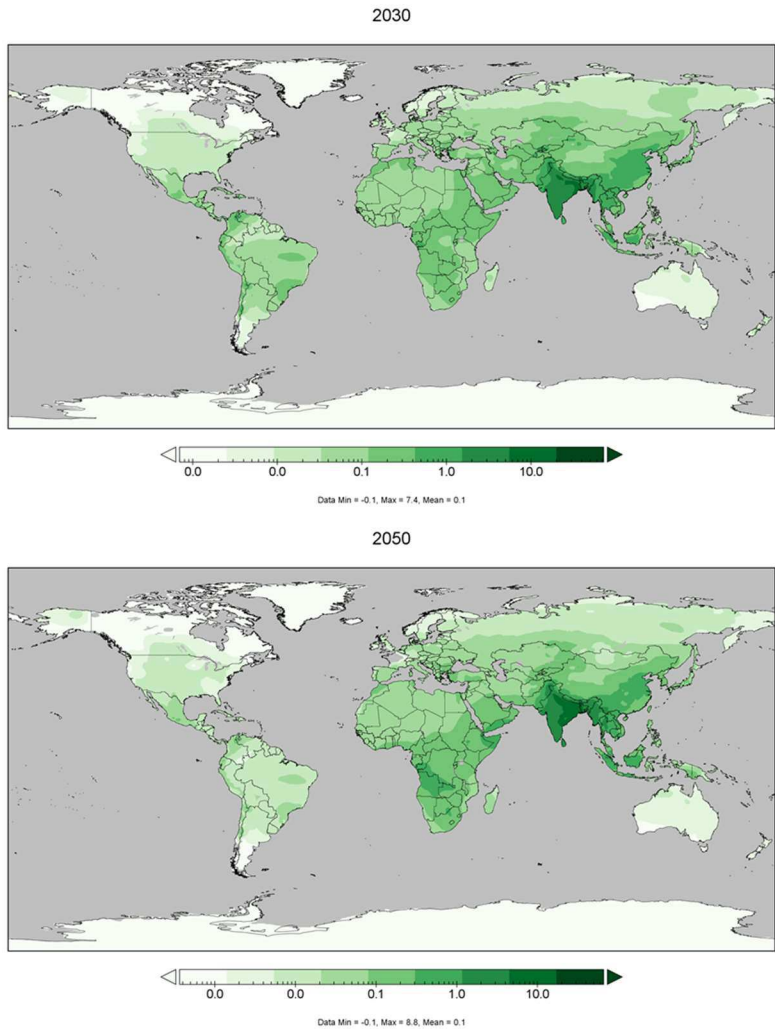 2030
0.0 0.0 0.1 1.0 10.0
Data Min = -0.1, Max = 7.4, Mean = 0.1
2050
0.0 0.0 0.1 1.0 10.0
Data Min = -0.1, Max = 8.8, Mean = 0.1